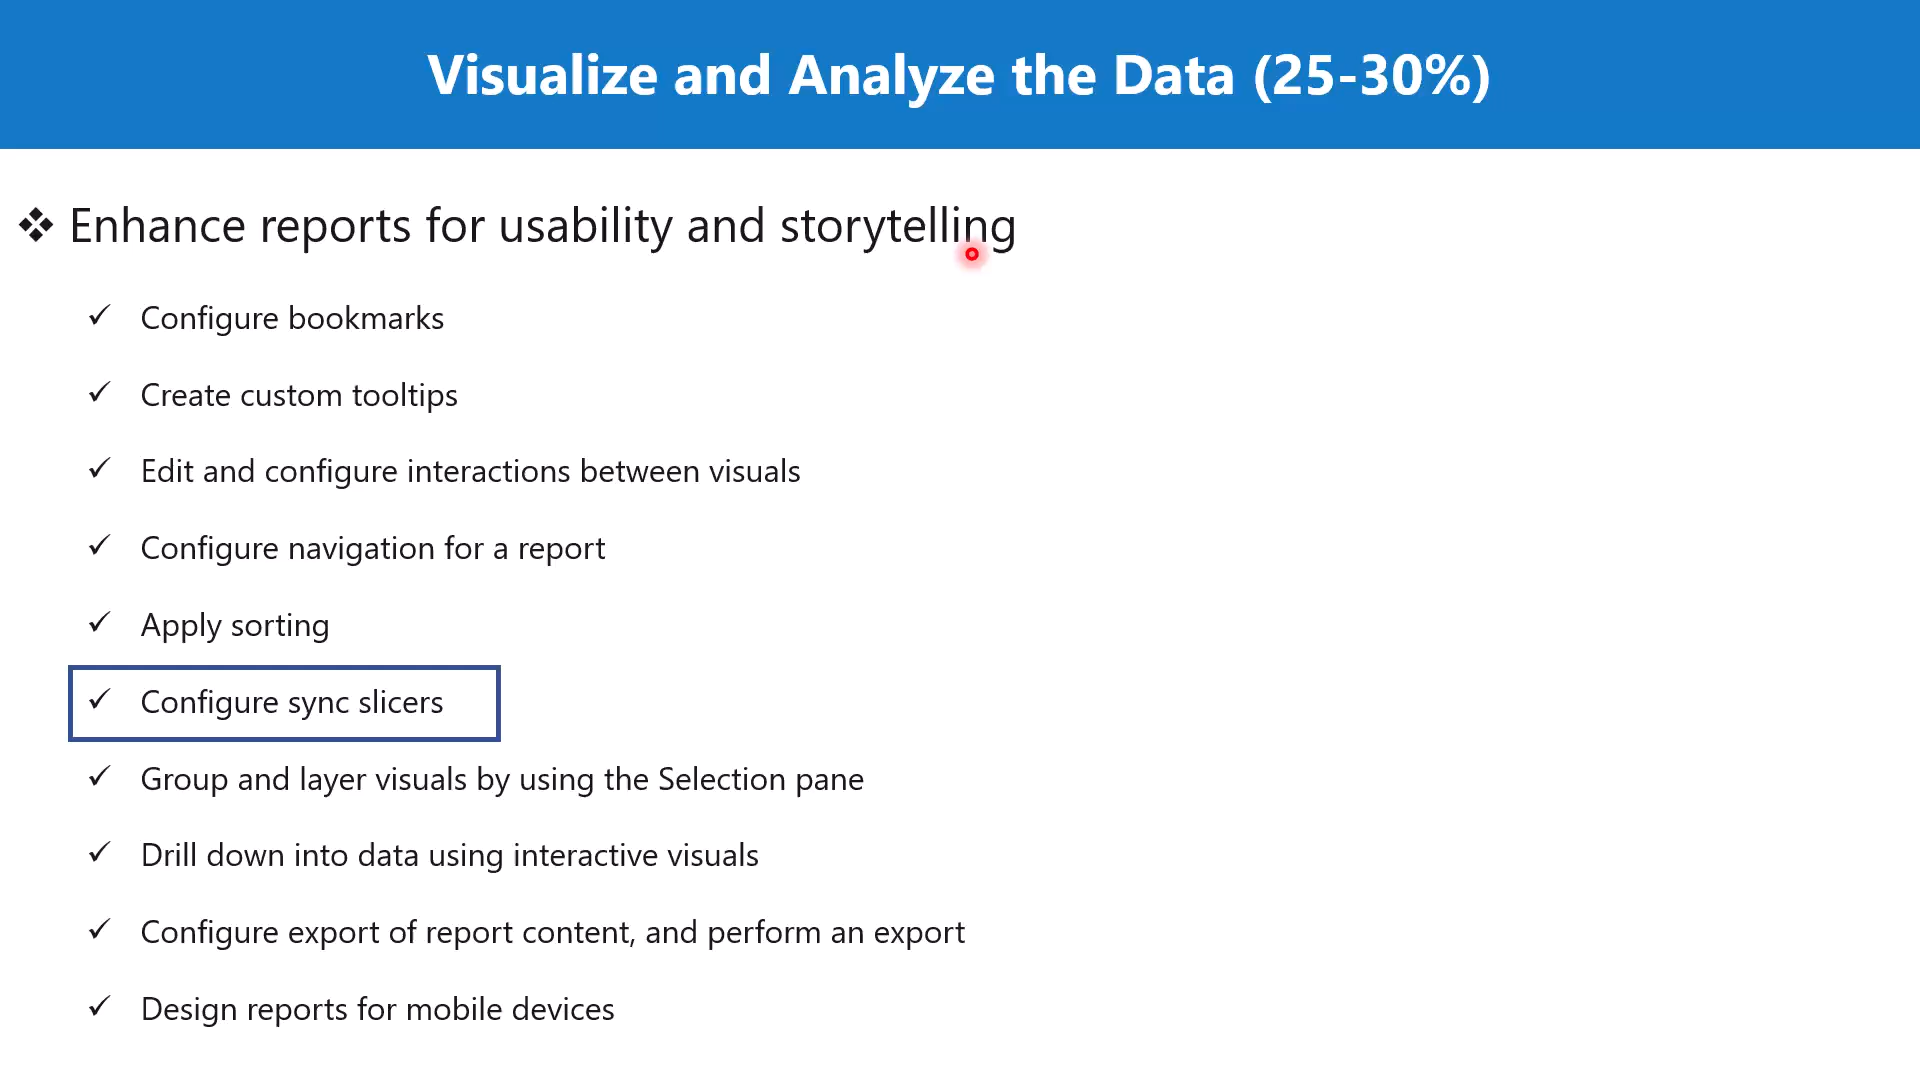 Visualize and Analyze the Data (25-30%)
❖ Enhance reports for usability and storytelling
✓ Configure bookmarks
✓ Create custom tooltips
✓ Edit and configure interactions between visuals
✓ Configure navigation for a report
✓ Apply sorting
✓ Configure sync slicers
✓ Group and layer visuals by using the Selection pane
✓ Drill down into data using interactive visuals
✓ Configure export of report content, and perform an export
✓ Design reports for mobile devices